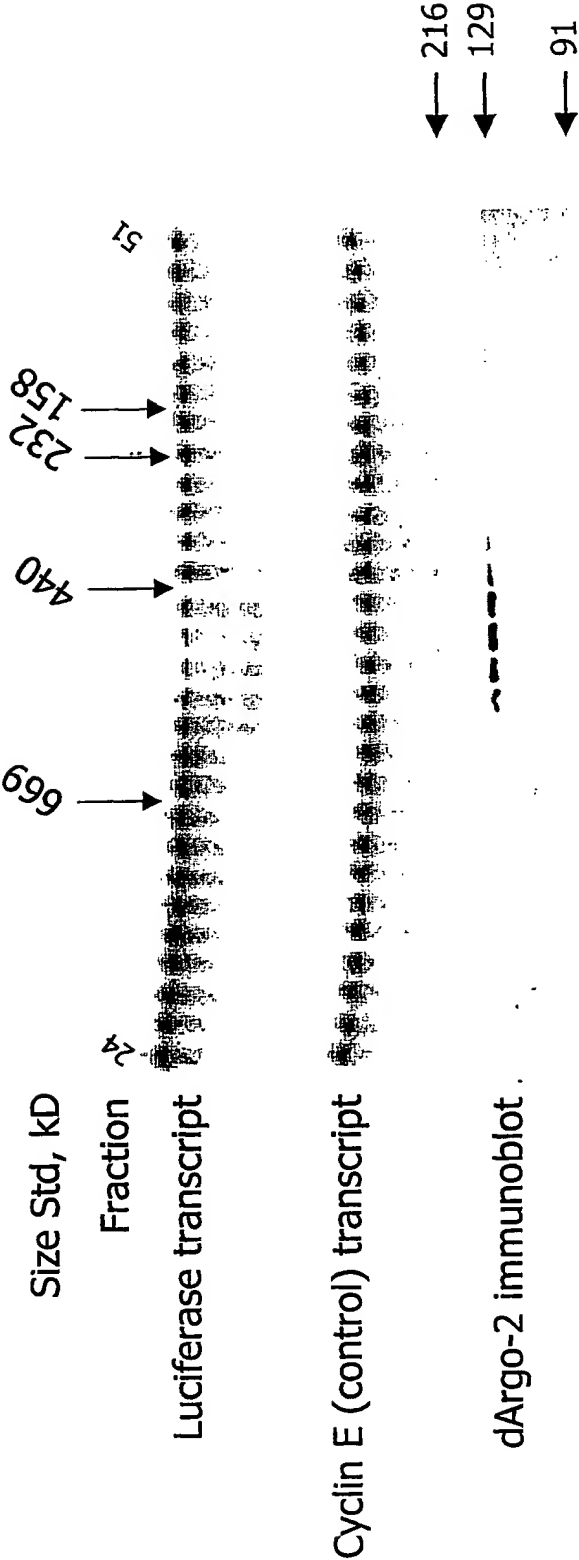 Size Std, kD
669
440
232
158
Fraction
24
51
Luciferase transcript
Cyclin E (control) transcript
216
129
91
dArgo-2 immunoblot